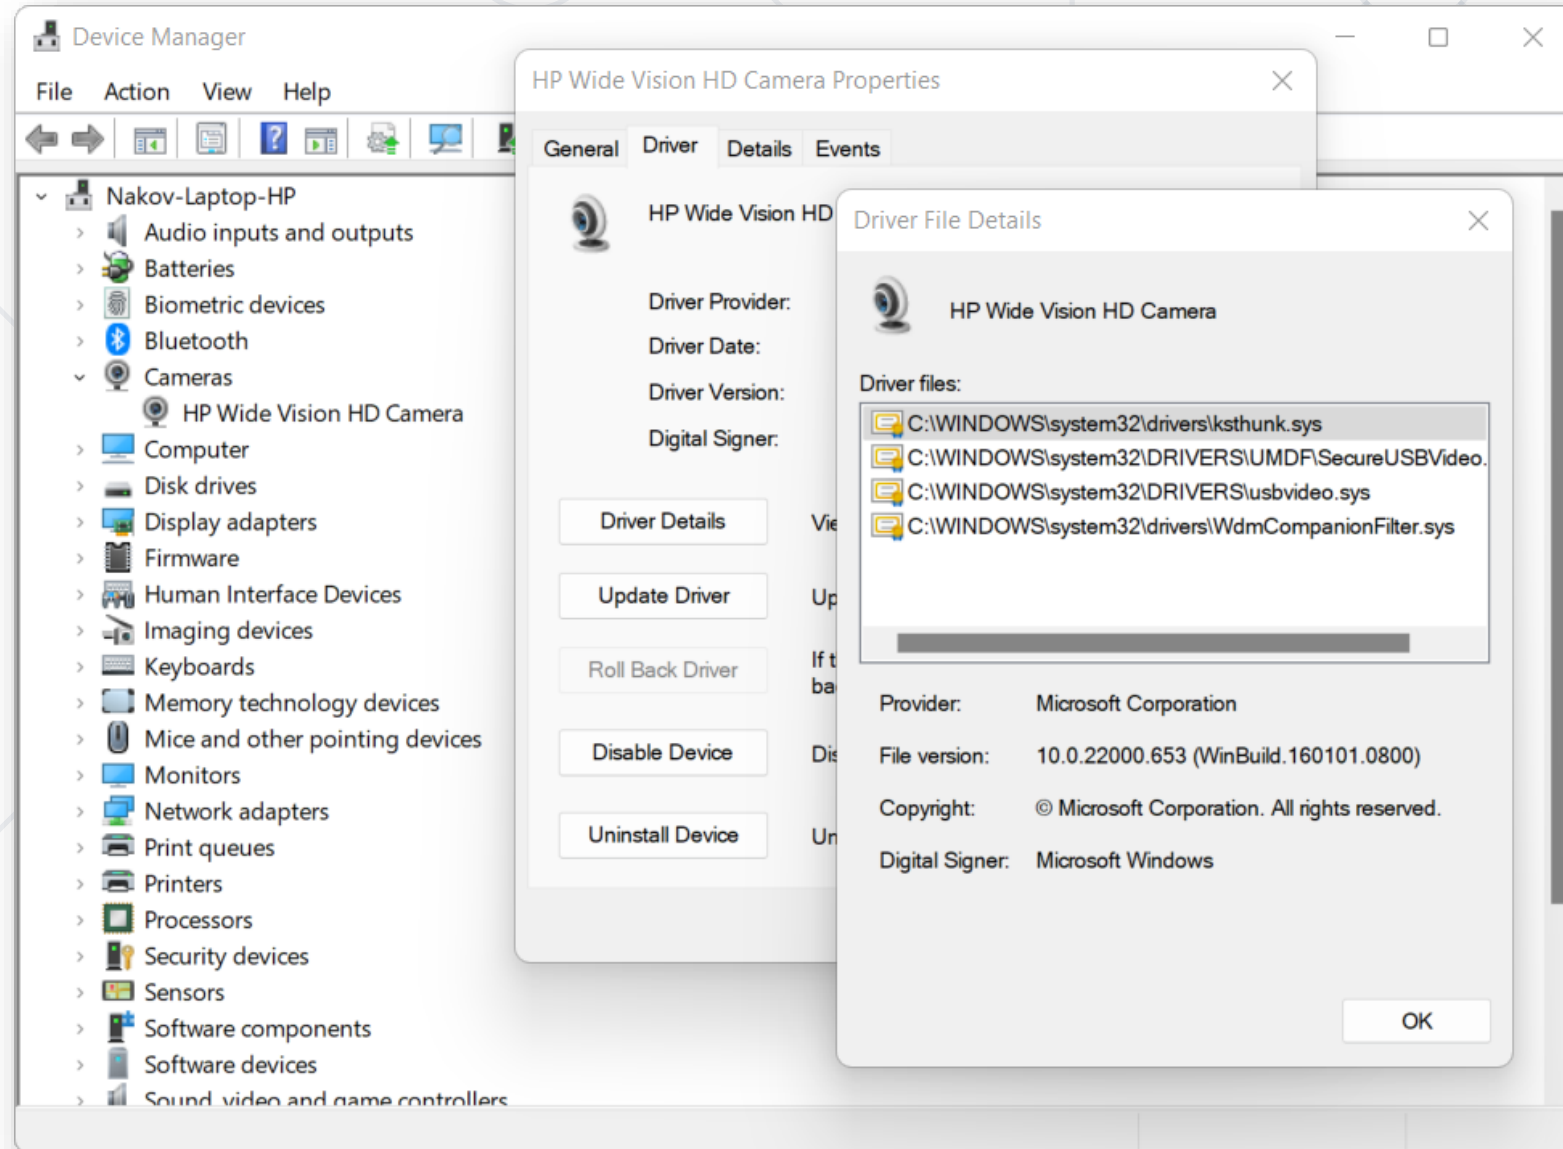 Device Manager
File Action View Help
Nakov-Laptop-HP
Audio inputs and outputs
Batteries
Biometric devices
Bluetooth
Cameras
HP Wide Vision HD Camera
Computer
Disk drives
Display adapters
Firmware
Human Interface Devices
Imaging devices
Keyboards
Memory technology devices
Mice and other pointing devices
Monitors
Network adapters
Print queues
Printers
Processors
Security devices
Sensors
Software components
Software devices
Sound, video and game controllers
HP Wide Vision HD Camera Properties
General Driver Details Events
HP Wide Vision HD
Driver Provider:
Driver Date:
Driver Version:
Digital Signer:
Driver Details
Update Driver
Roll Back Driver
If
Disable Device
Uninstall Device
Driver File Details
HP Wide Vision HD Camera
Driver files:
C:\WINDOWS\system32\drivers\ksthunk.sys
C:\WINDOWS\system32\DRIVERS\UMDF\SecureUSBVideo.
C:\WINDOWS\system32\DRIVERS\usbvideo.sys
C:\WINDOWS\system32\drivers\WdmCompanionFilter.sys
Provider: Microsoft Corporation
File version: 10.0.22000.653 (WinBuild.160101.0800)
Copyright: © Microsoft Corporation. All rights reserved.
Digital Signer: Microsoft Windows
OK